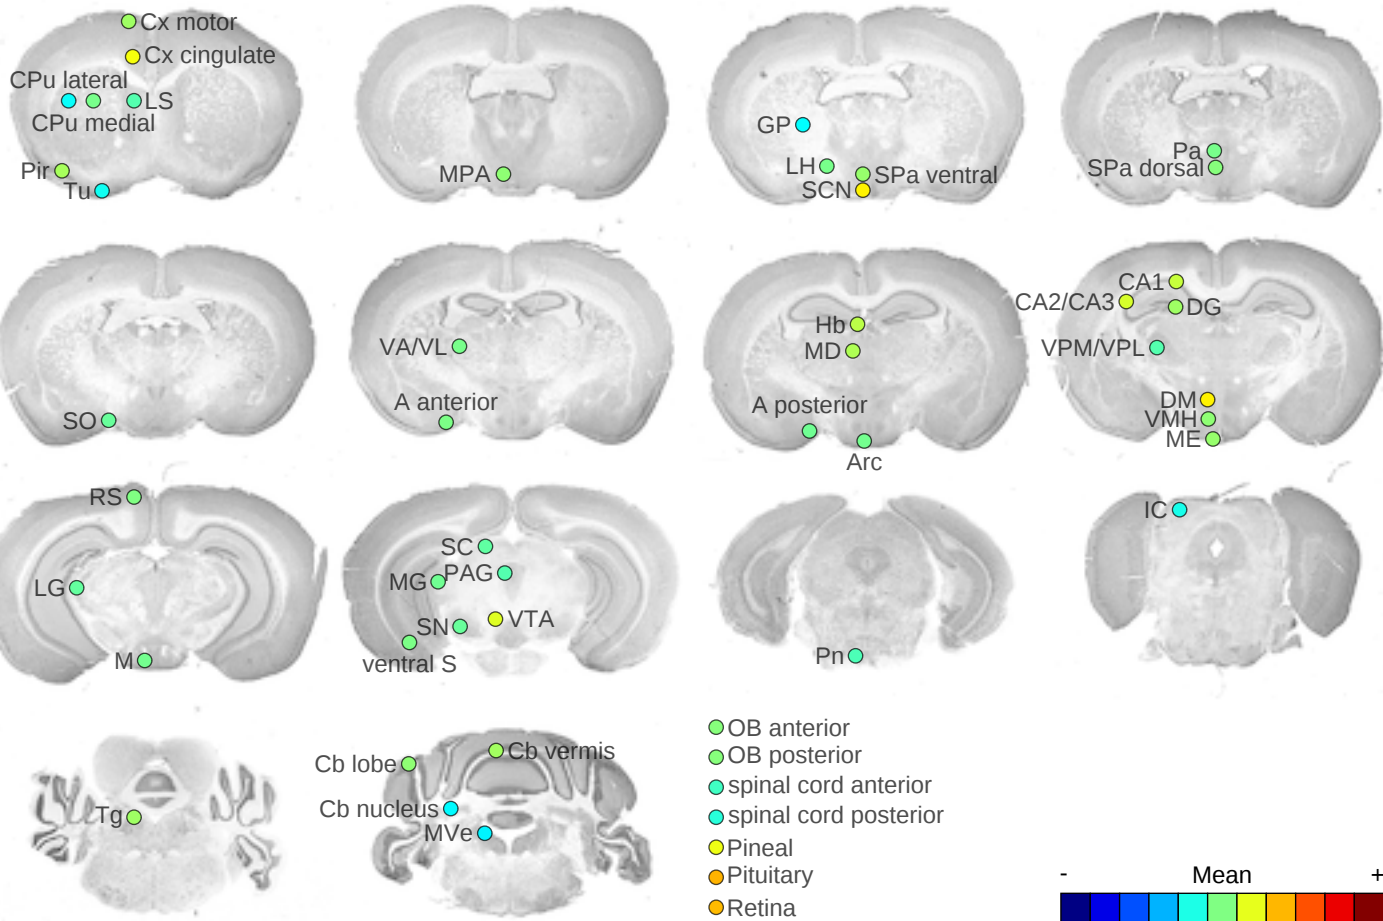 Cx motor
Cx cingulate
CPu lateral
LS
CPu medial
Pir
Tu
MPA
GP
LH
SPa ventral
SCN
Pa
SPa dorsal
SO
VA/VL
A anterior
Hb
MD
A posterior
Arc
CA1
CA2/CA3
DG
VPM/VPL
DM
VMH
ME
RS
LG
M
SC
PAG
MG
VTA
SN
ventral S
Pn
IC
Tg
Cb lobe
Cb vermis
Cb nucleus
MVe
OB anterior
OB posterior
spinal cord anterior
spinal cord posterior
Pineal
Pituitary
Retina
- Mean +